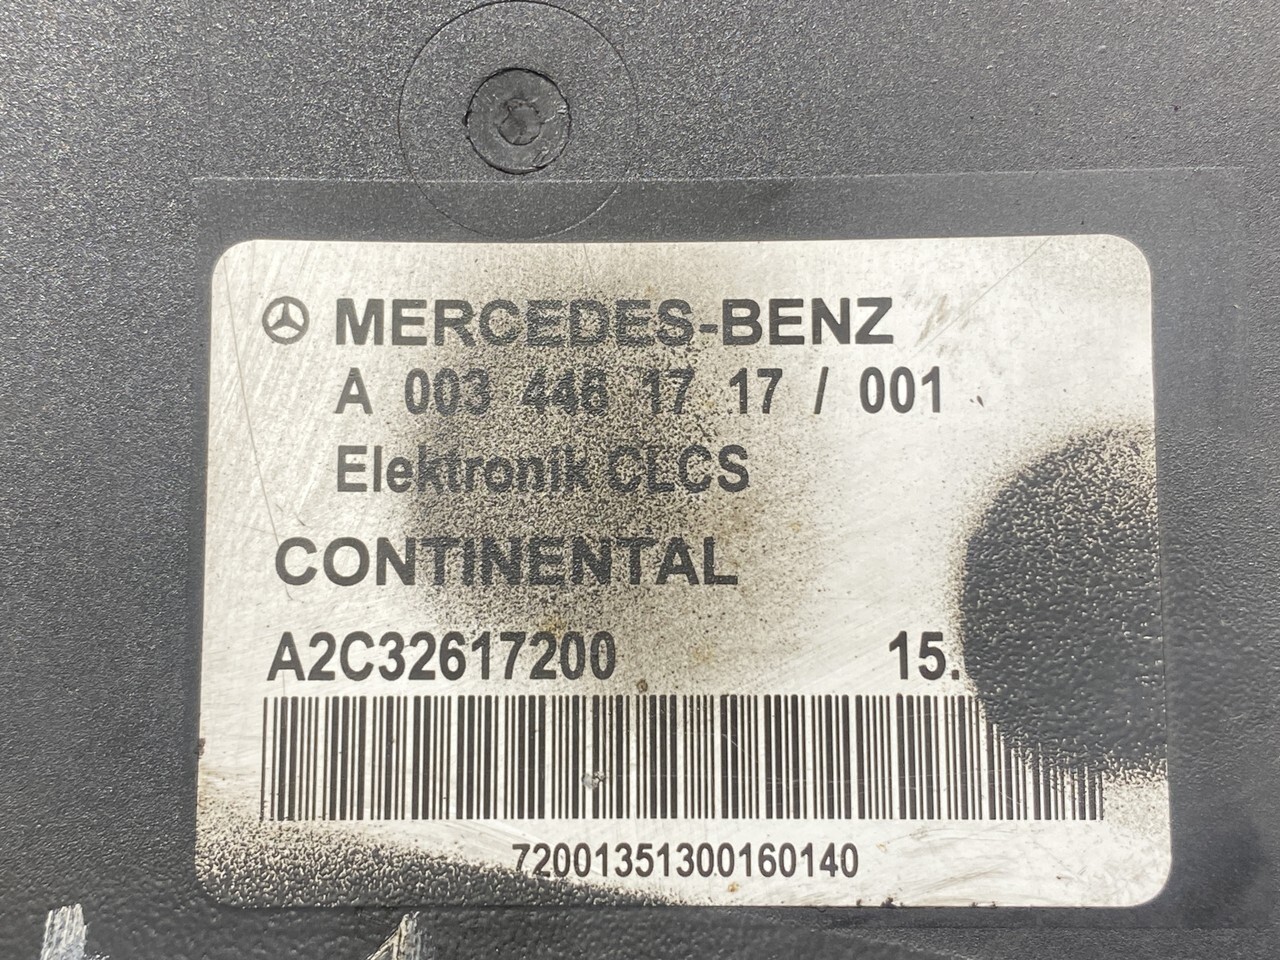 MERCEDES-BENZ
A 003 446 17 17 / 001
Elektronik CLCS
CONTINENTAL
A2C32617200 15.
72001351300160140